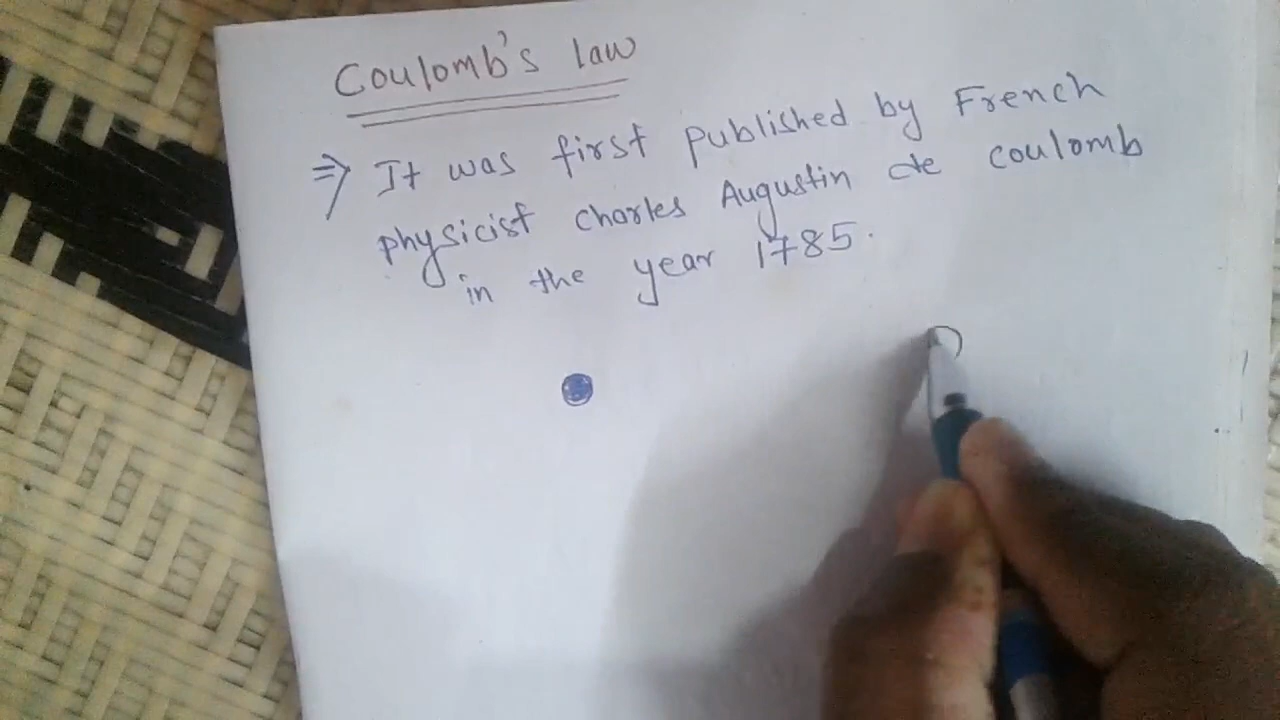 Coulomb's law
⇒ It was first published by French
physicist charles Augustin de coulomb
in the year 1785.